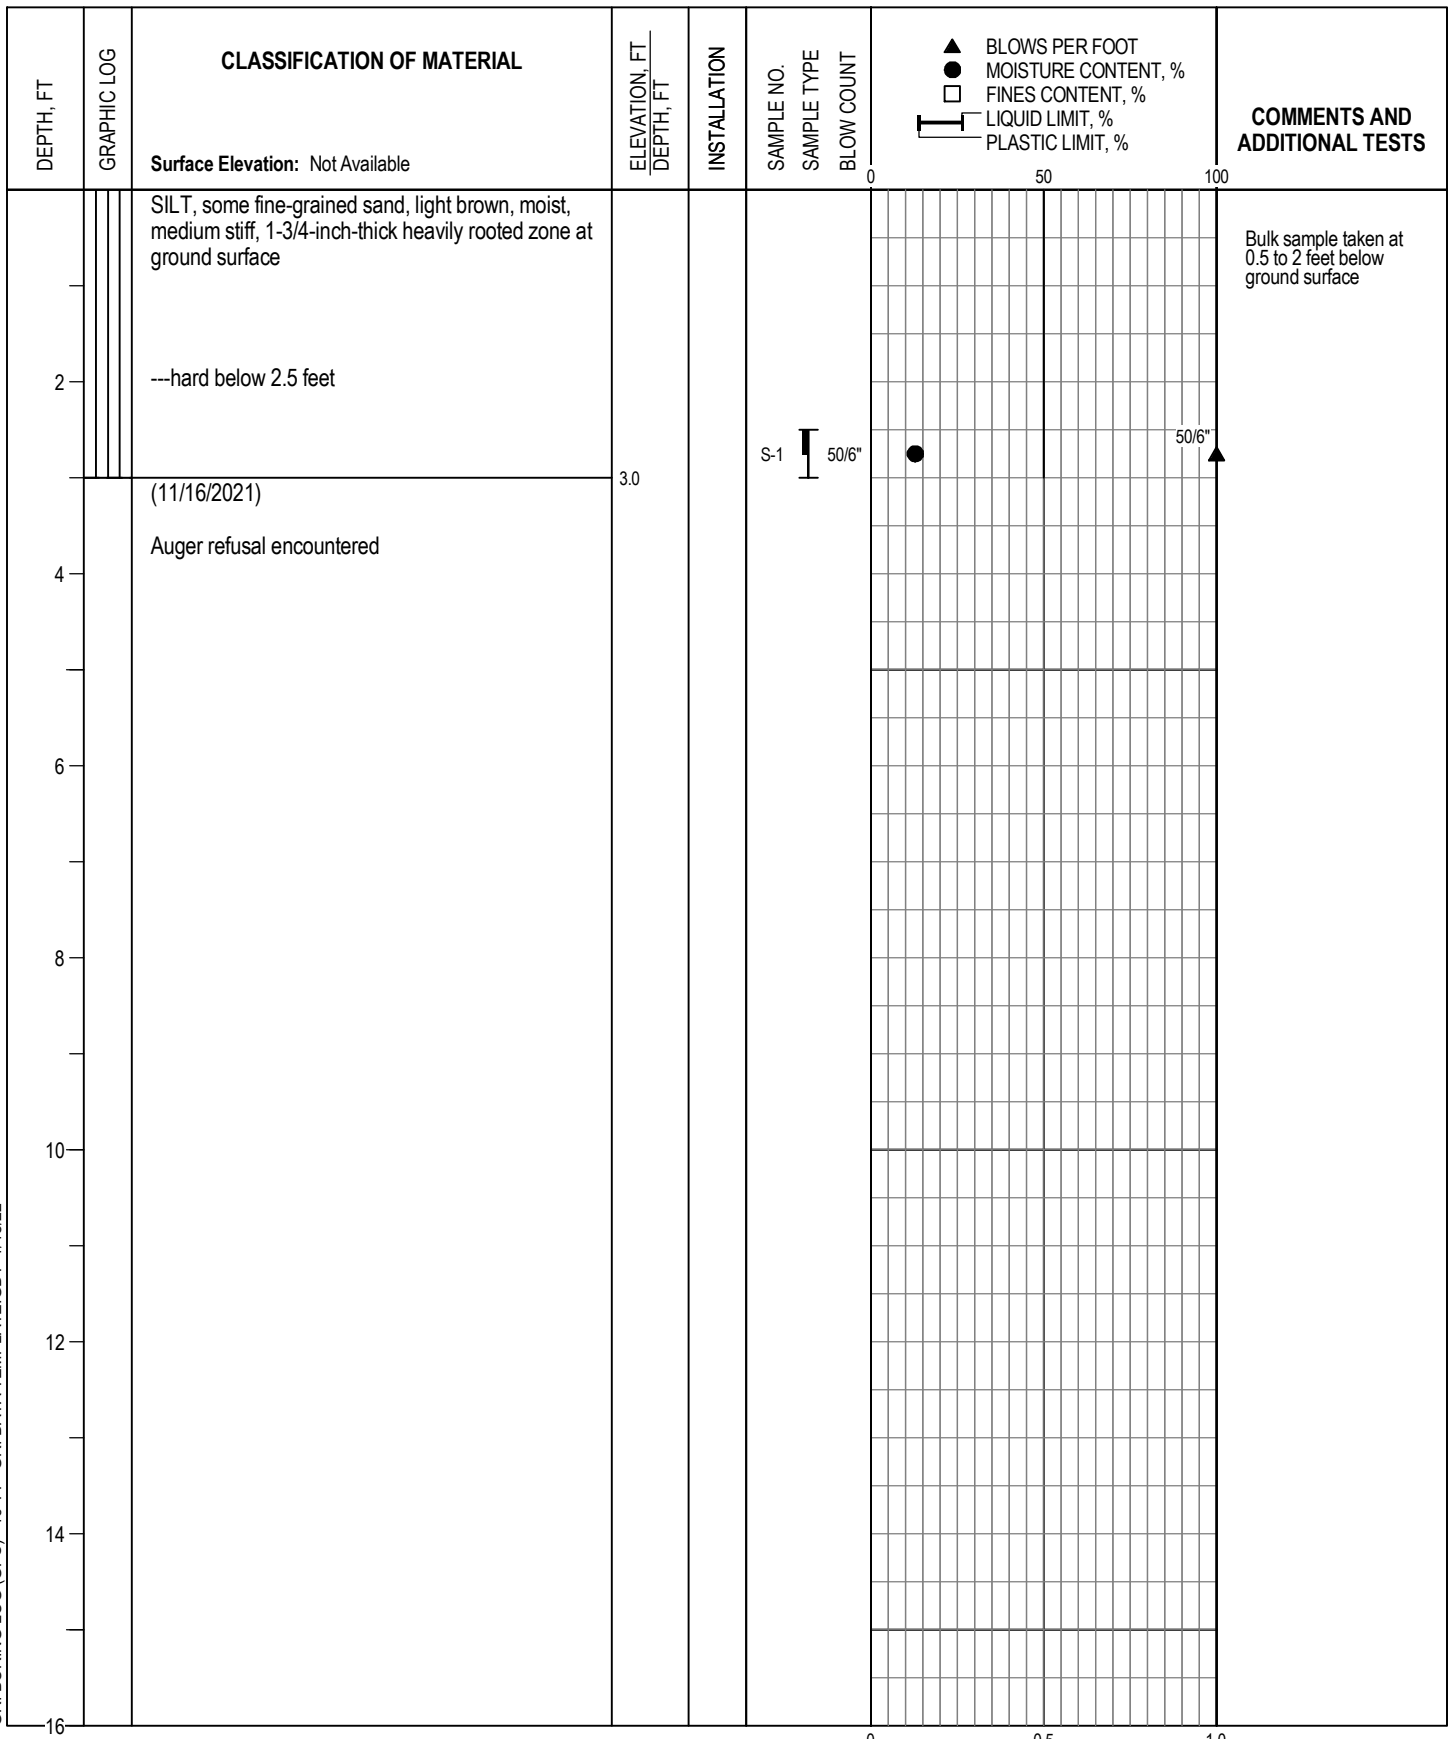 DEPTH, FT
GRAPHIC LOG
CLASSIFICATION OF MATERIAL
Surface Elevation: Not Available
ELEVATION, FT
DEPTH, FT
INSTALLATION
SAMPLE NO.
SAMPLE TYPE
BLOW COUNT
BLOWS PER FOOT
MOISTURE CONTENT, %
FINES CONTENT, %
LIQUID LIMIT, %
PLASTIC LIMIT, %
0 50 100
COMMENTS AND
ADDITIONAL TESTS
SILT, some fine-grained sand, light brown, moist,
medium stiff, 1-3/4-inch-thick heavily rooted zone at
ground surface
Bulk sample taken at
0.5 to 2 feet below
ground surface
2
---hard below 2.5 feet
S-1 50/6" 50/6"
3.0
(11/16/2021)
Auger refusal encountered
4
6
8
10
12
14
16
0 0.5 1.0